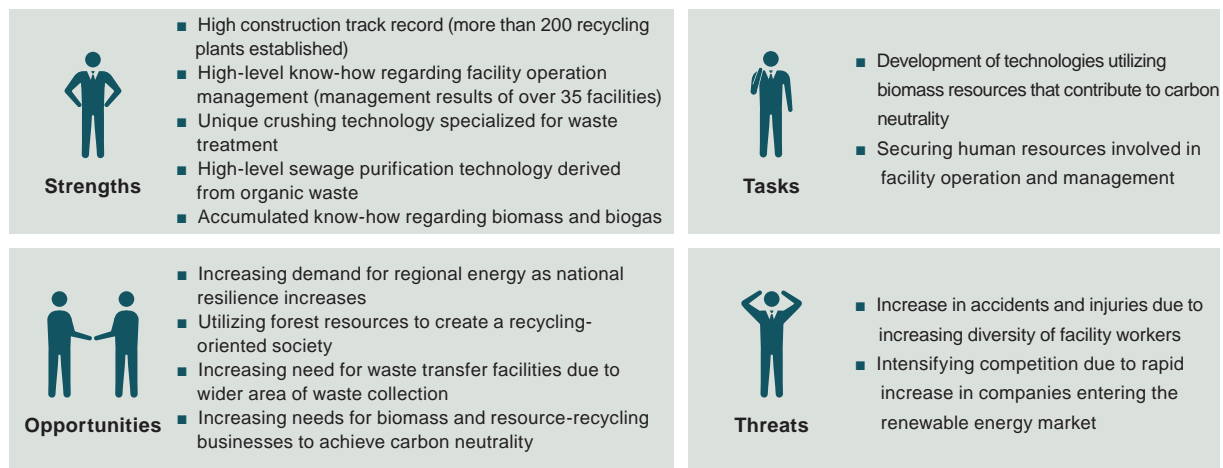 ■ High construction track record (more than 200 recycling
plants established)
■ High-level know-how regarding facility operation
management (management results of over 35 facilities)
■ Unique crushing technology specialized for waste
treatment
■ High-level sewage purification technology derived
from organic waste
■ Accumulated know-how regarding biomass and biogas
Strengths
■ Development of technologies utilizing
biomass resources that contribute to carbon
neutrality
■ Securing human resources involved in
facility operation and management
Tasks
■ Increasing demand for regional energy as national
resilience increases
■ Utilizing forest resources to create a recycling-
oriented society
■ Increasing need for waste transfer facilities due to
wider area of waste collection
■ Increasing needs for biomass and resource-recycling
businesses to achieve carbon neutrality
Opportunities
■ Increase in accidents and injuries due to
increasing diversity of facility workers
■ Intensifying competition due to rapid
increase in companies entering the
renewable energy market
Threats